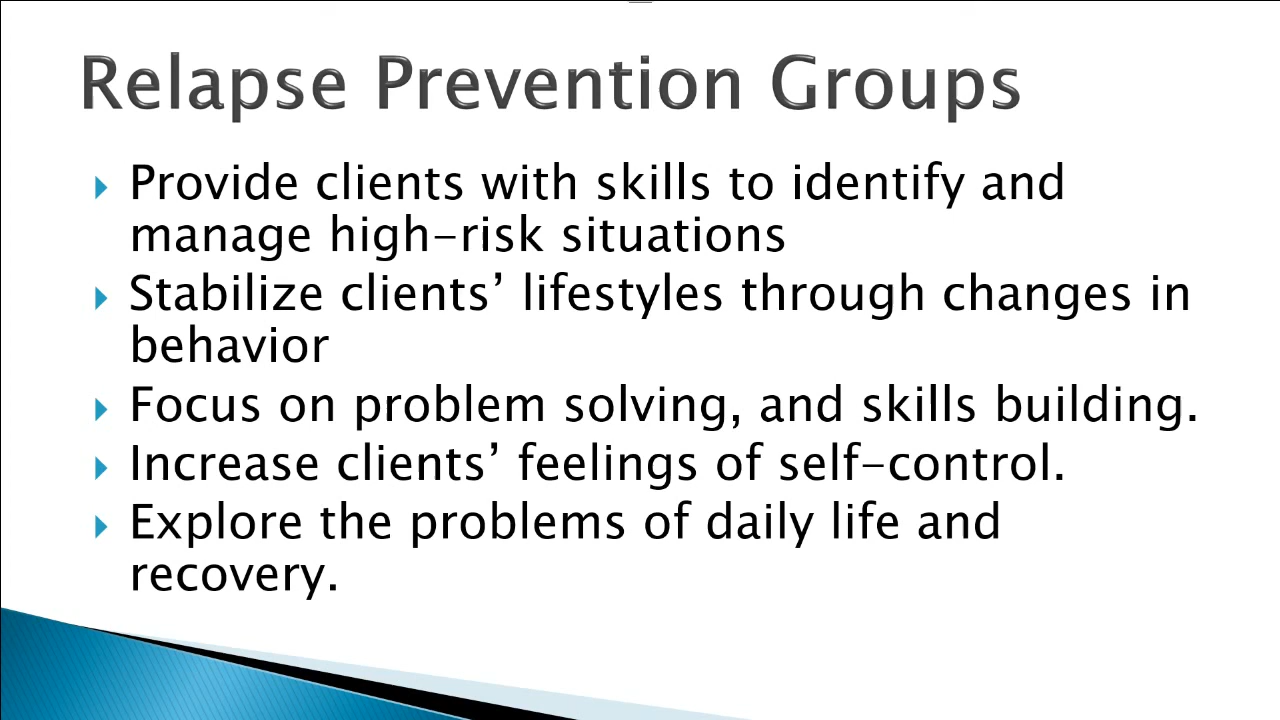 Relapse Prevention Groups
Provide clients with skills to identify and
manage high-risk situations
Stabilize clients’ lifestyles through changes in
behavior
Focus on problem solving, and skills building.
Increase clients’ feelings of self-control.
Explore the problems of daily life and
recovery.